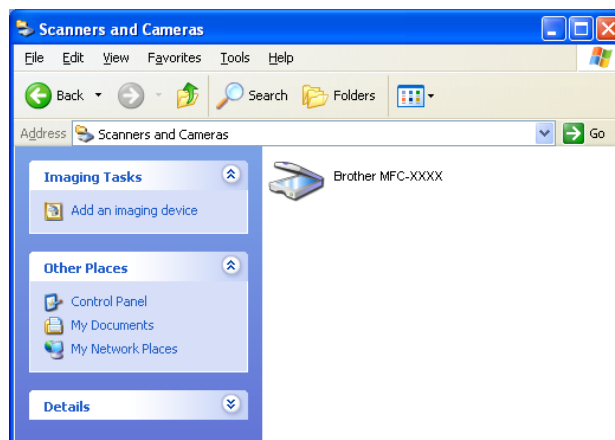 Scanners and Cameras
File Edit View Favorites Tools Help
Back Search Folders
Address Scanners and Cameras Go
Imaging Tasks
Add an imaging device
Brother MFC-XXXX
Other Places
Control Panel
My Documents
My Network Places
Details